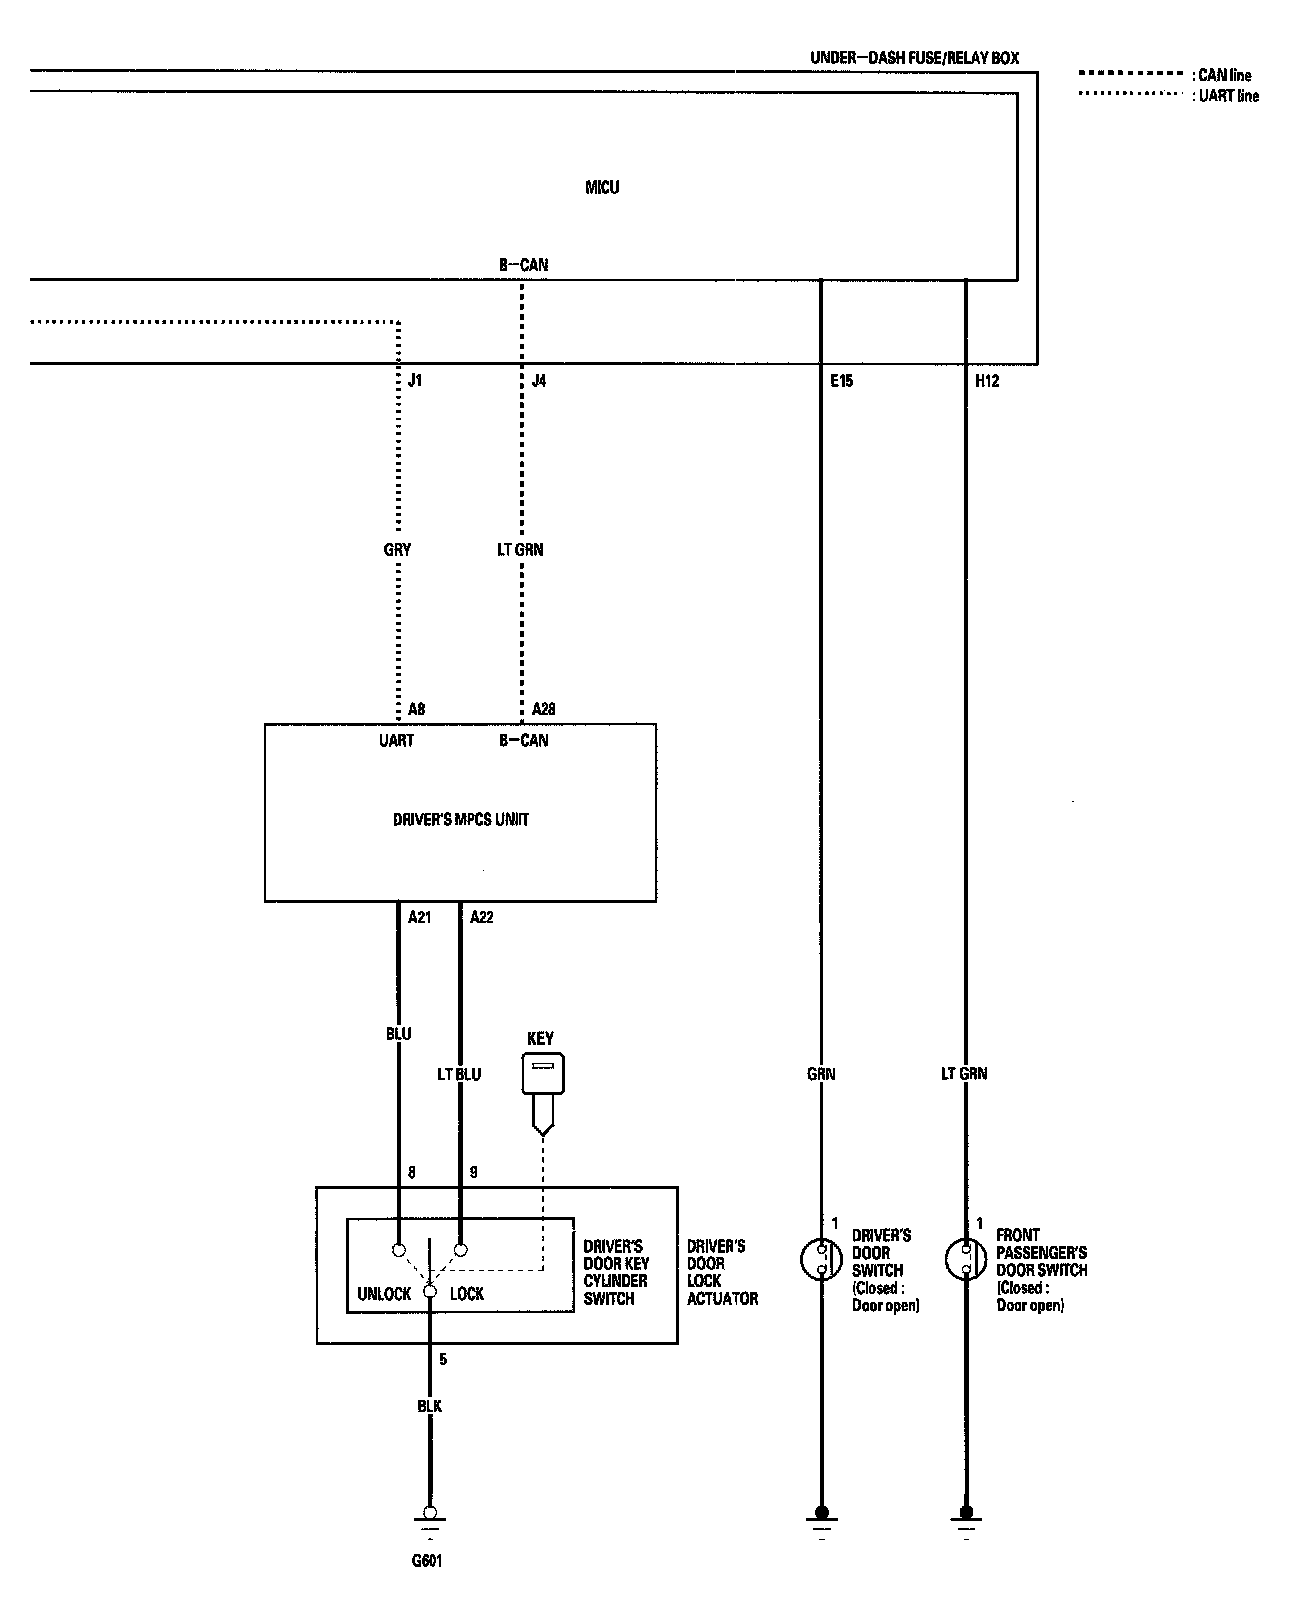 UNDER-DASH FUSE/RELAY BOX
: CAN line
: UART line
MICU
B-CAN
J1
J4
E15
H12
GRY
LT GRN
A8
A28
UART
B-CAN
DRIVER'S MPCS UNIT
A21
A22
BLU
KEY
LT BLU
GRN
LT GRN
8
9
1
1
DRIVER'S
DOOR KEY
CYLINDER
SWITCH
DRIVER'S
DOOR
LOCK
ACTUATOR
DRIVER'S
DOOR
SWITCH
(Closed :
Door open)
FRONT
PASSENGER'S
DOOR SWITCH
(Closed :
Door open)
UNLOCK
LOCK
5
BLK
G601